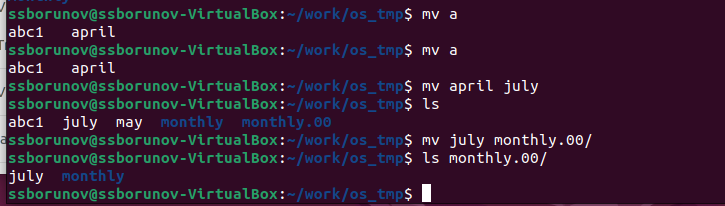 ssborunov@ssborunov-VirtualBox:~/work/os_tmp$ mv a
abc1   april
ssborunov@ssborunov-VirtualBox:~/work/os_tmp$ mv a
abc1   april
ssborunov@ssborunov-VirtualBox:~/work/os_tmp$ mv april july
ssborunov@ssborunov-VirtualBox:~/work/os_tmp$ ls
abc1  july  may  monthly  monthly.00
ssborunov@ssborunov-VirtualBox:~/work/os_tmp$ mv july monthly.00/
ssborunov@ssborunov-VirtualBox:~/work/os_tmp$ ls monthly.00/
july  monthly
ssborunov@ssborunov-VirtualBox:~/work/os_tmp$